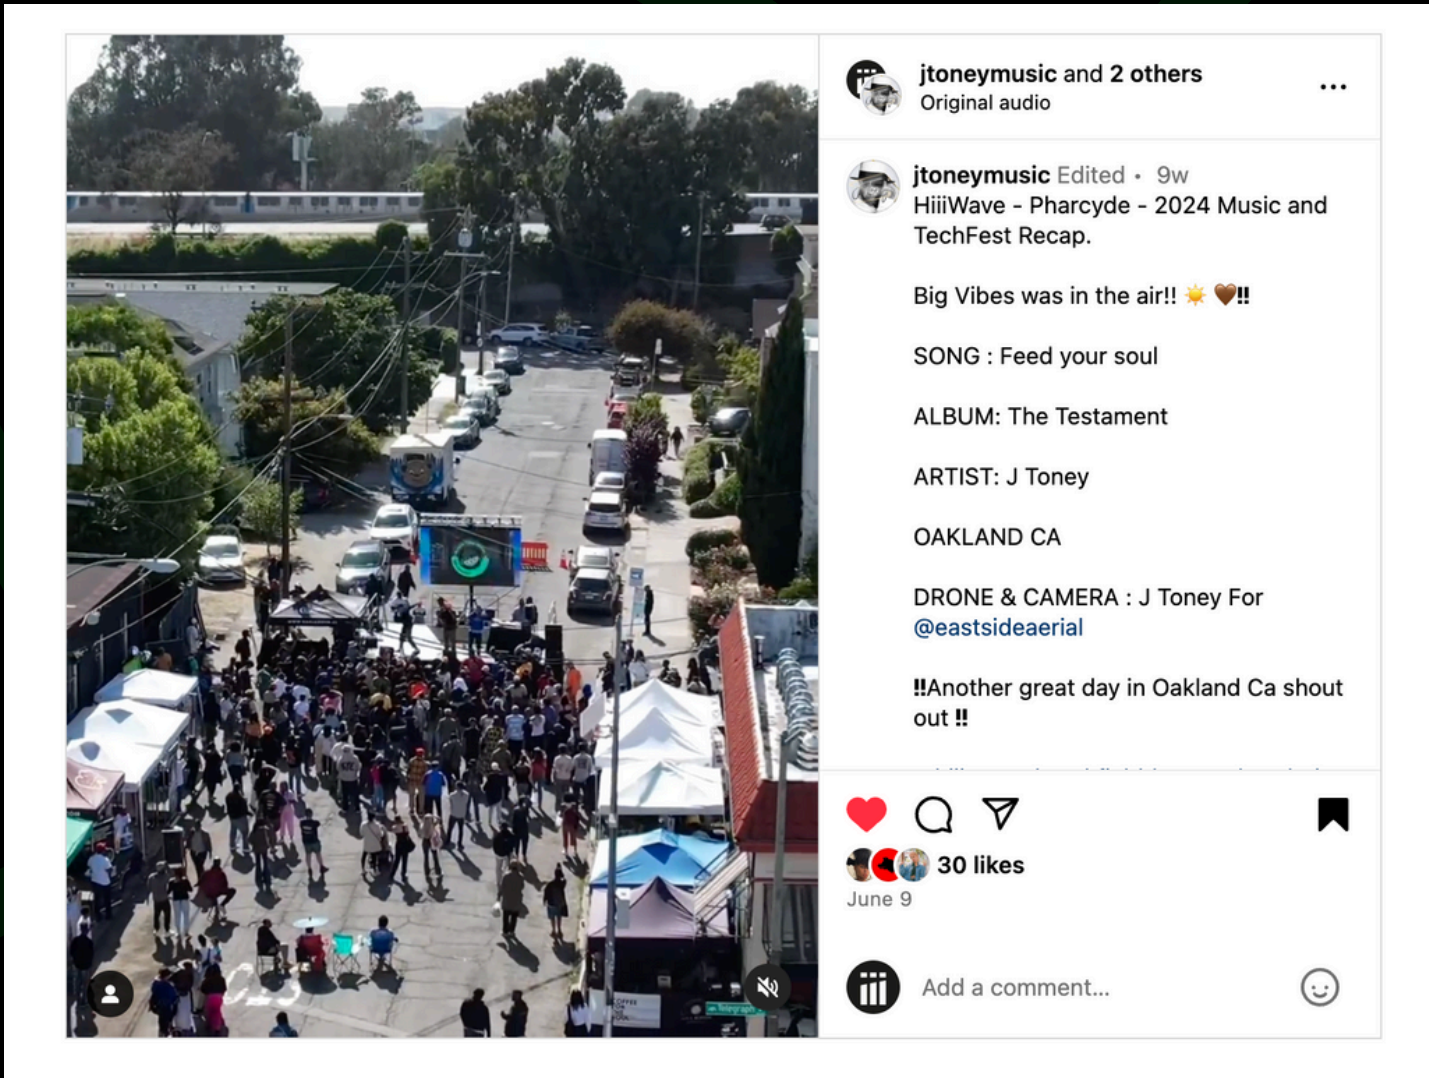 jtoneymusic and 2 others
Original audio
jtoneymusic Edited • 9w
HiiiWave - Pharcyde - 2024 Music and
TechFest Recap.
Big Vibes was in the air!! ☀️ 🤎‼️
SONG : Feed your soul
ALBUM: The Testament
ARTIST: J Toney
OAKLAND CA
DRONE & CAMERA : J Toney For
@eastsideaerial
‼️Another great day in Oakland Ca shout
out ‼️
30 likes
June 9
Add a comment...
COFFEE
Telegraph